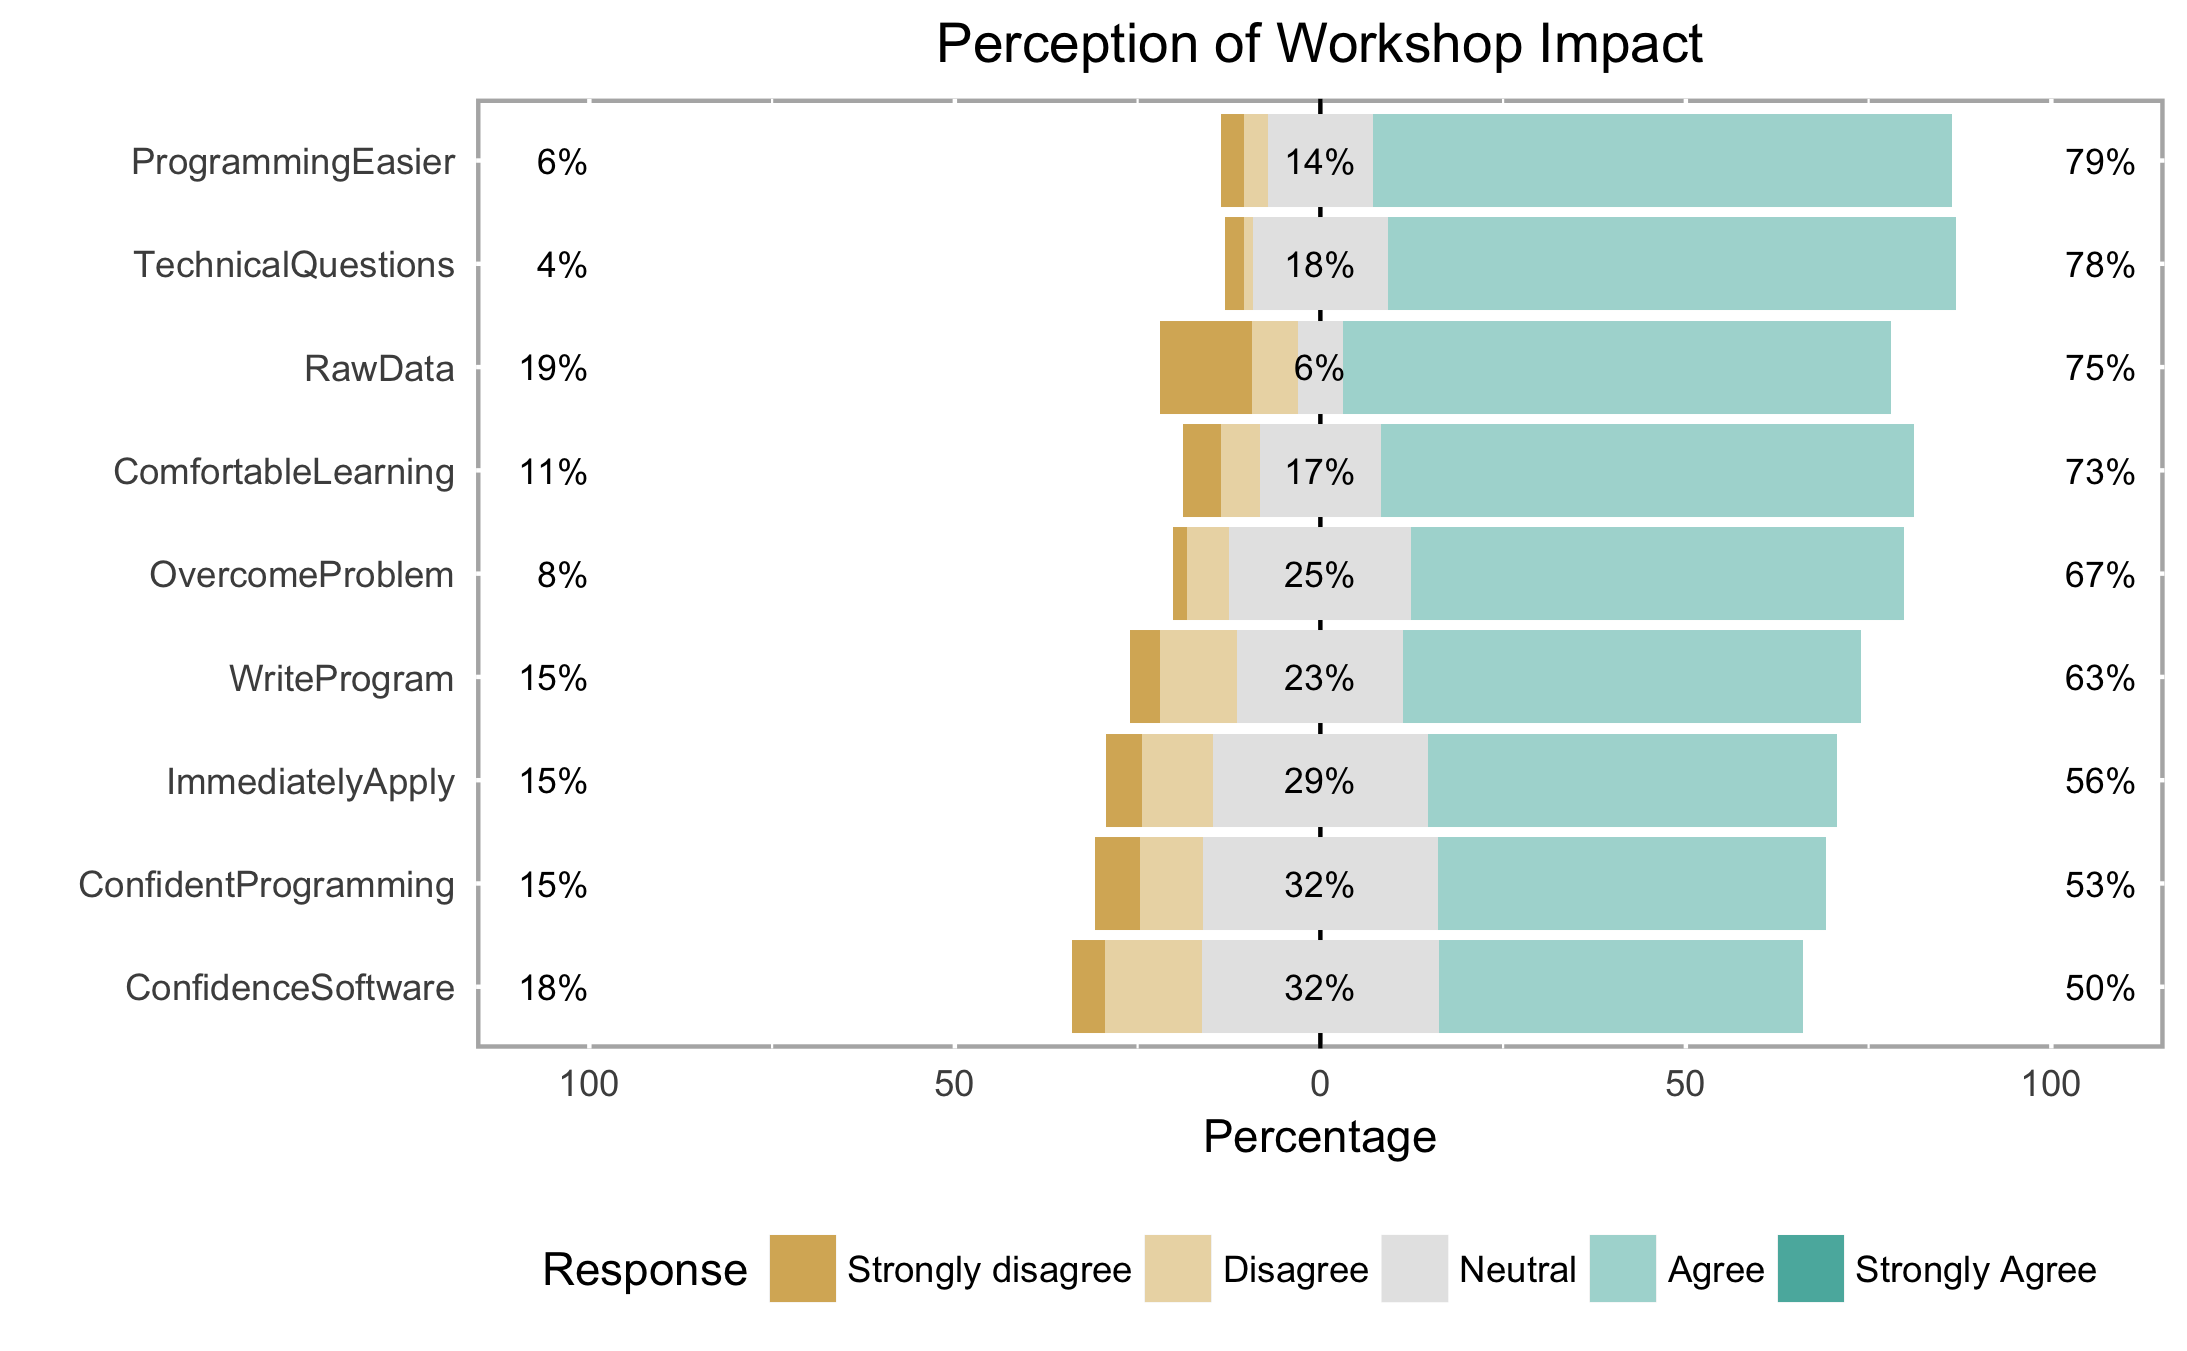 Perception of Workshop Impact
ProgrammingEasier 6% 14% 79%
TechnicalQuestions 4% 18% 78%
RawData 19% 6% 75%
ComfortableLearning 11% 17% 73%
OvercomeProblem 8% 25% 67%
WriteProgram 15% 23% 63%
ImmediatelyApply 15% 29% 56%
ConfidentProgramming 15% 32% 53%
ConfidenceSoftware 18% 32% 50%
100 50 0 50 100
Percentage
Response Strongly disagree Disagree Neutral Agree Strongly Agree